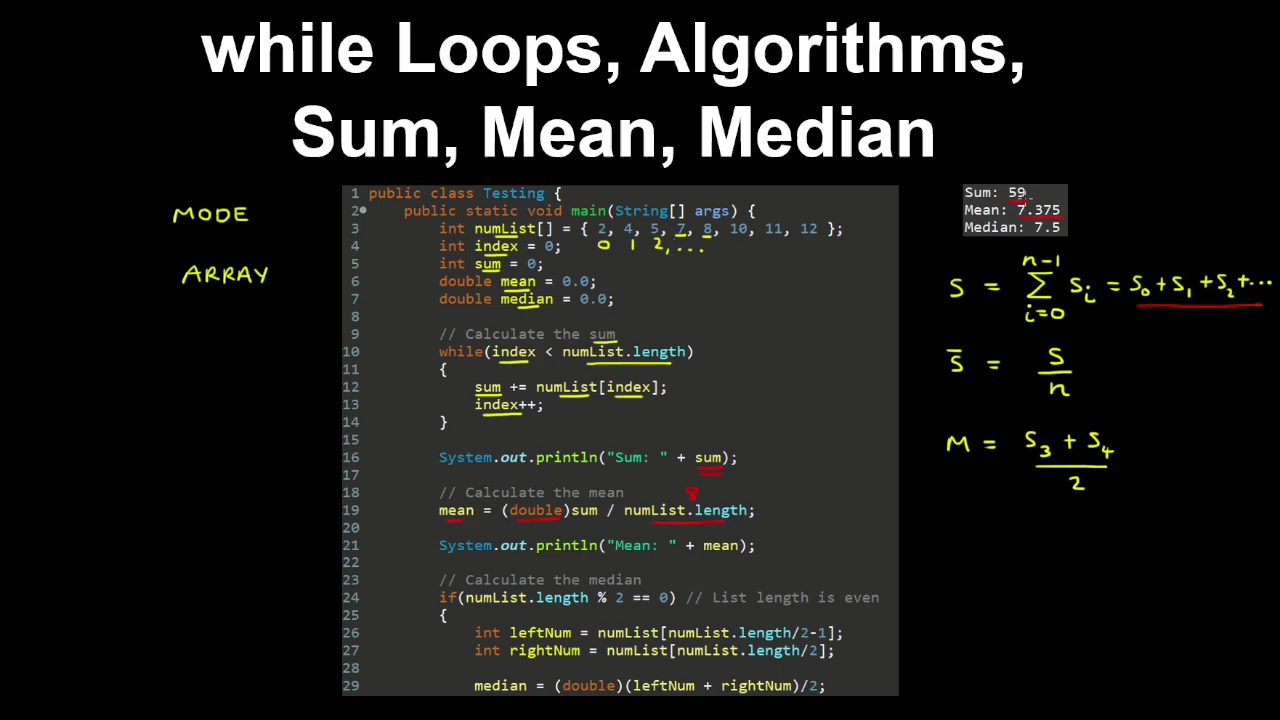 while Loops, Algorithms,
Sum, Mean, Median
MODE
ARRAY
1 public class Testing {
2 public static void main(String[] args) {
3 int numList[] = { 2, 4, 5, 7, 8, 10, 11, 12 };
4 int index = 0; 0 1 2, ...
5 int sum = 0;
6 double mean = 0.0;
7 double median = 0.0;
8
9 // Calculate the sum
10 while(index < numList.length)
11 {
12 sum += numList[index];
13 index++;
14 }
15
16 System.out.println("Sum: " + sum);
17
18 // Calculate the mean 8
19 mean = (double)sum / numList.length;
20
21 System.out.println("Mean: " + mean);
22
23 // Calculate the median
24 if(numList.length % 2 == 0) // List length is even
25 {
26 int leftNum = numList[numList.length/2-1];
27 int rightNum = numList[numList.length/2];
28
29 median = (double)(leftNum + rightNum)/2;
Sum: 59
Mean: 7.375
Median: 7.5
n-1
S = ∑ Si = S0 + S1 + S2 + ...
i=0
S̄ = S
n
M = S3 + S4
2